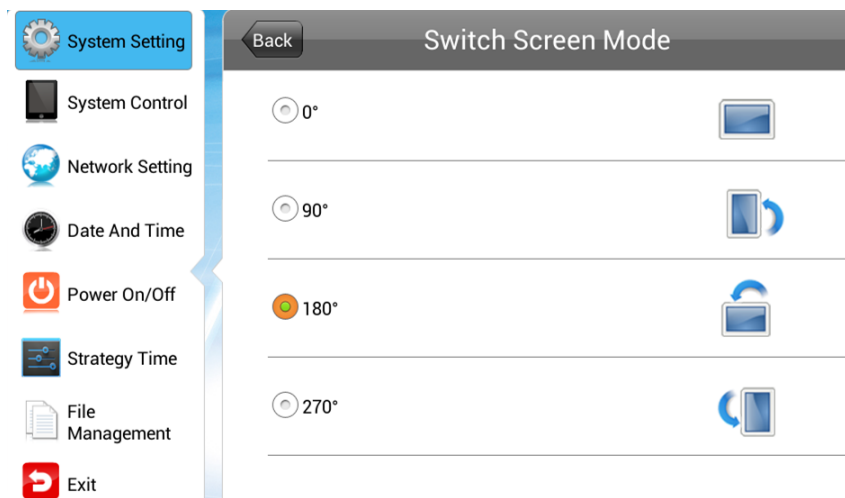 System Setting
System Control
Network Setting
Date And Time
Power On/Off
Strategy Time
File
Management
Exit
Back
Switch Screen Mode
0°
90°
180°
270°